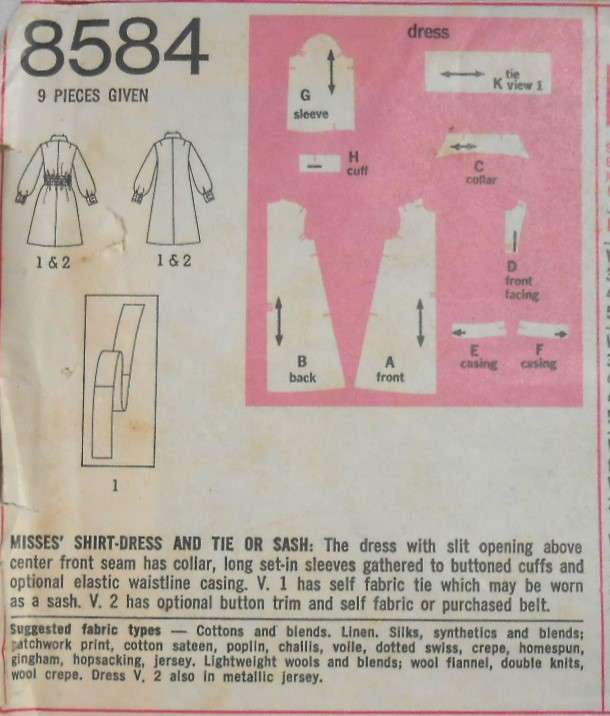 8584
9 PIECES GIVEN
1 & 2
1 & 2
1
dress
G
sleeve
K tie
view 1
H
cuff
C
collar
D
front
facing
B
back
A
front
E
casing
F
casing
MISSES' SHIRT-DRESS AND TIE OR SASH: The dress with slit opening above
center front seam has collar, long set-in sleeves gathered to buttoned cuffs and
optional elastic waistline casing. V. 1 has self fabric tie which may be worn
as a sash. V. 2 has optional button trim and self fabric or purchased belt.
Suggested fabric types — Cottons and blends. Linen. Silks, synthetics and blends;
patchwork print, cotton sateen, poplin, challis, voile, dotted swiss, crepe, homespun,
gingham, hopsacking, jersey. Lightweight wools and blends; wool flannel, double knits,
wool crepe. Dress V. 2 also in metallic jersey.